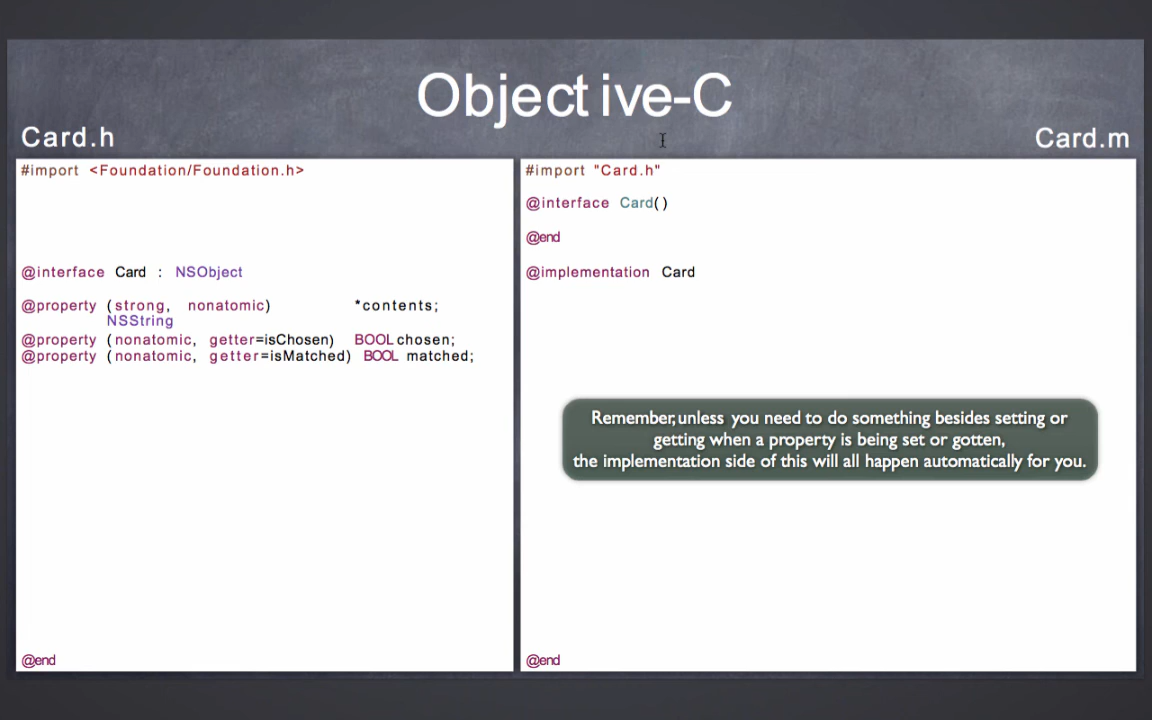 Objective-C
Card.h
Card.m
#import <Foundation/Foundation.h>
@interface Card : NSObject
@property (strong, nonatomic) *contents;
NSString
@property (nonatomic, getter=isChosen) BOOL chosen;
@property (nonatomic, getter=isMatched) BOOL matched;
@end
#import "Card.h"
@interface Card()
@end
@implementation Card
Remember, unless you need to do something besides setting or
getting when a property is being set or gotten,
the implementation side of this will all happen automatically for you.
@end